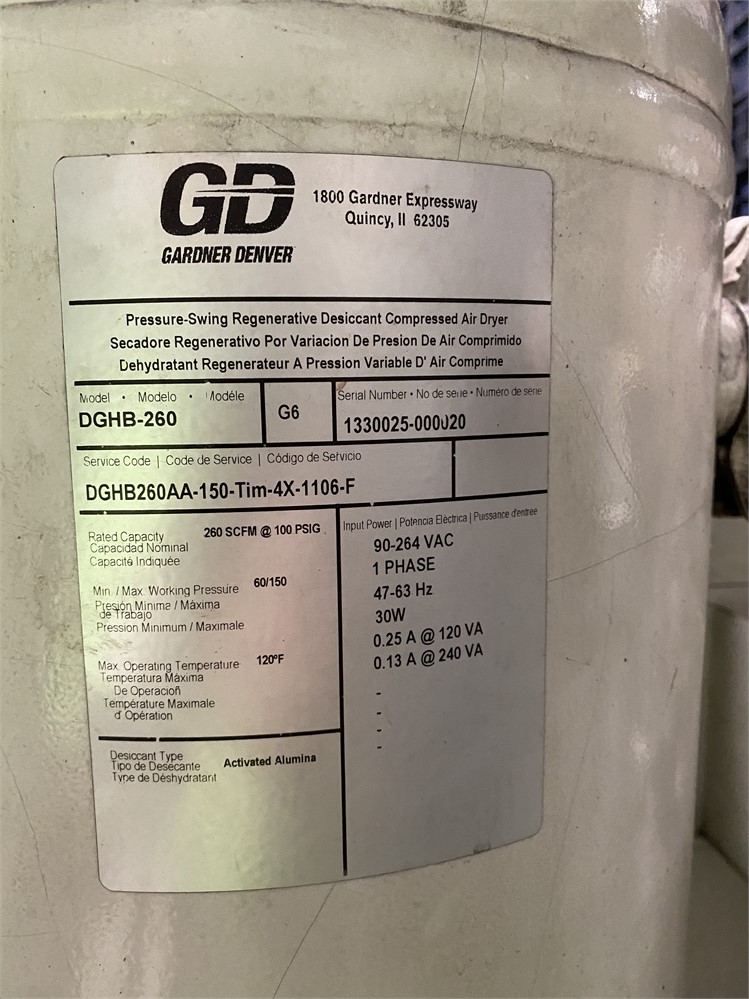 GD
GARDNER DENVER
1800 Gardner Expressway
Quincy, Il 62305
Pressure-Swing Regenerative Desiccant Compressed Air Dryer
Secadore Regenerativo Por Variacion De Presion De Air Comprimido
Dehydratant Regenerateur A Pression Variable D' Air Comprime
Model • Modelo • Modéle
DGHB-260
G6
Serial Number • No de serie • Numéro de série
1330025-000020
Service Code | Code de Service | Código de Servicio
DGHB260AA-150-Tim-4X-1106-F
Rated Capacity 260 SCFM @ 100 PSIG
Capacidad Nominal
Capacité Indiquée
Min. / Max. Working Pressure 60/150
Presión Minima / Máxima
de Trabajo
Pression Minimum / Maximale
Max. Operating Temperature 120ºF
Temperatura Máxima
De Operación
Température Maximale
d' Opération
Desiccant Type Activated Alumina
Tipo de Desecante
Type de Déshydratant
Input Power | Potencia Eléctrica | Puissance d'entrée
90-264 VAC
1 PHASE
47-63 Hz
30W
0.25 A @ 120 VA
0.13 A @ 240 VA
-
-
-
-